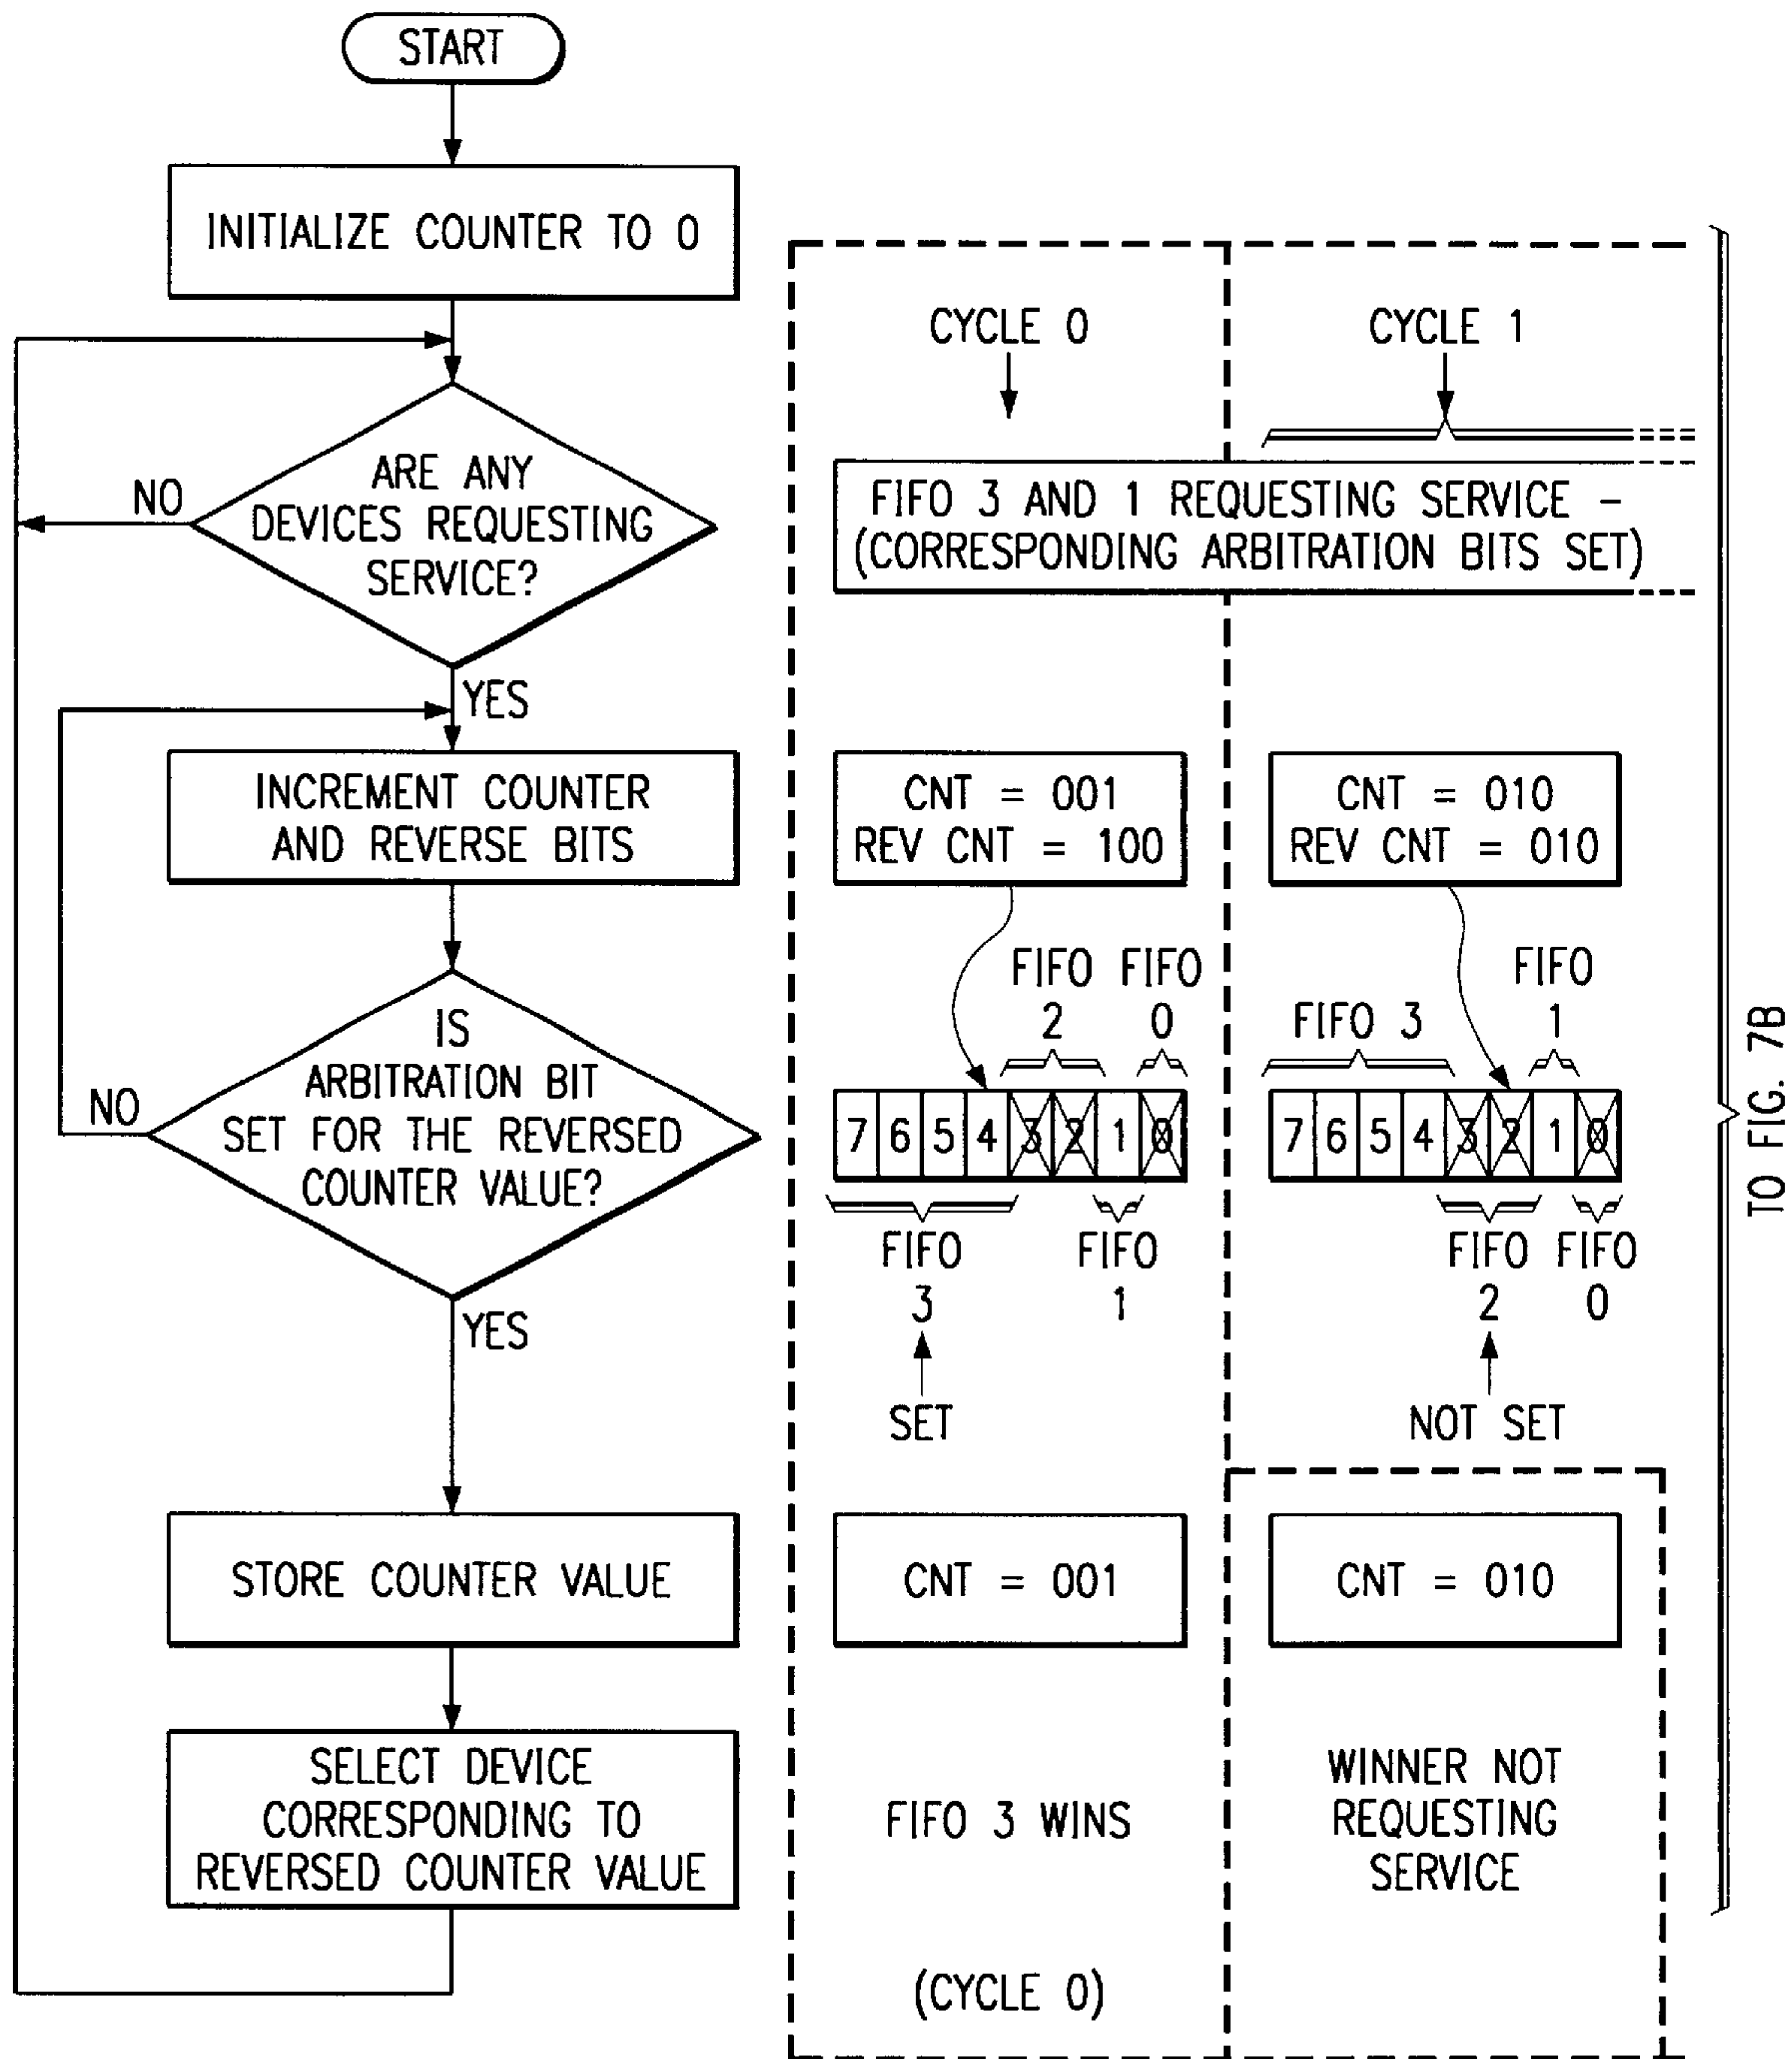 START
INITIALIZE COUNTER TO 0
ARE ANY
DEVICES REQUESTING
SERVICE?
NO
YES
INCREMENT COUNTER
AND REVERSE BITS
IS
ARBITRATION BIT
SET FOR THE REVERSED
COUNTER VALUE?
NO
YES
STORE COUNTER VALUE
SELECT DEVICE
CORRESPONDING TO
REVERSED COUNTER VALUE
CYCLE 0
CYCLE 1
FIFO 3 AND 1 REQUESTING SERVICE –
(CORRESPONDING ARBITRATION BITS SET)
CNT = 001
REV CNT = 100
FIFO FIFO
2 0
7 6 5 4 3 2 1 0
FIFO FIFO
3 1
SET
CNT = 001
FIFO 3 WINS
(CYCLE 0)
CNT = 010
REV CNT = 010
FIFO
FIFO 3 1
7 6 5 4 3 2 1 0
FIFO FIFO
2 0
NOT SET
CNT = 010
WINNER NOT
REQUESTING
SERVICE
TO FIG. 7B